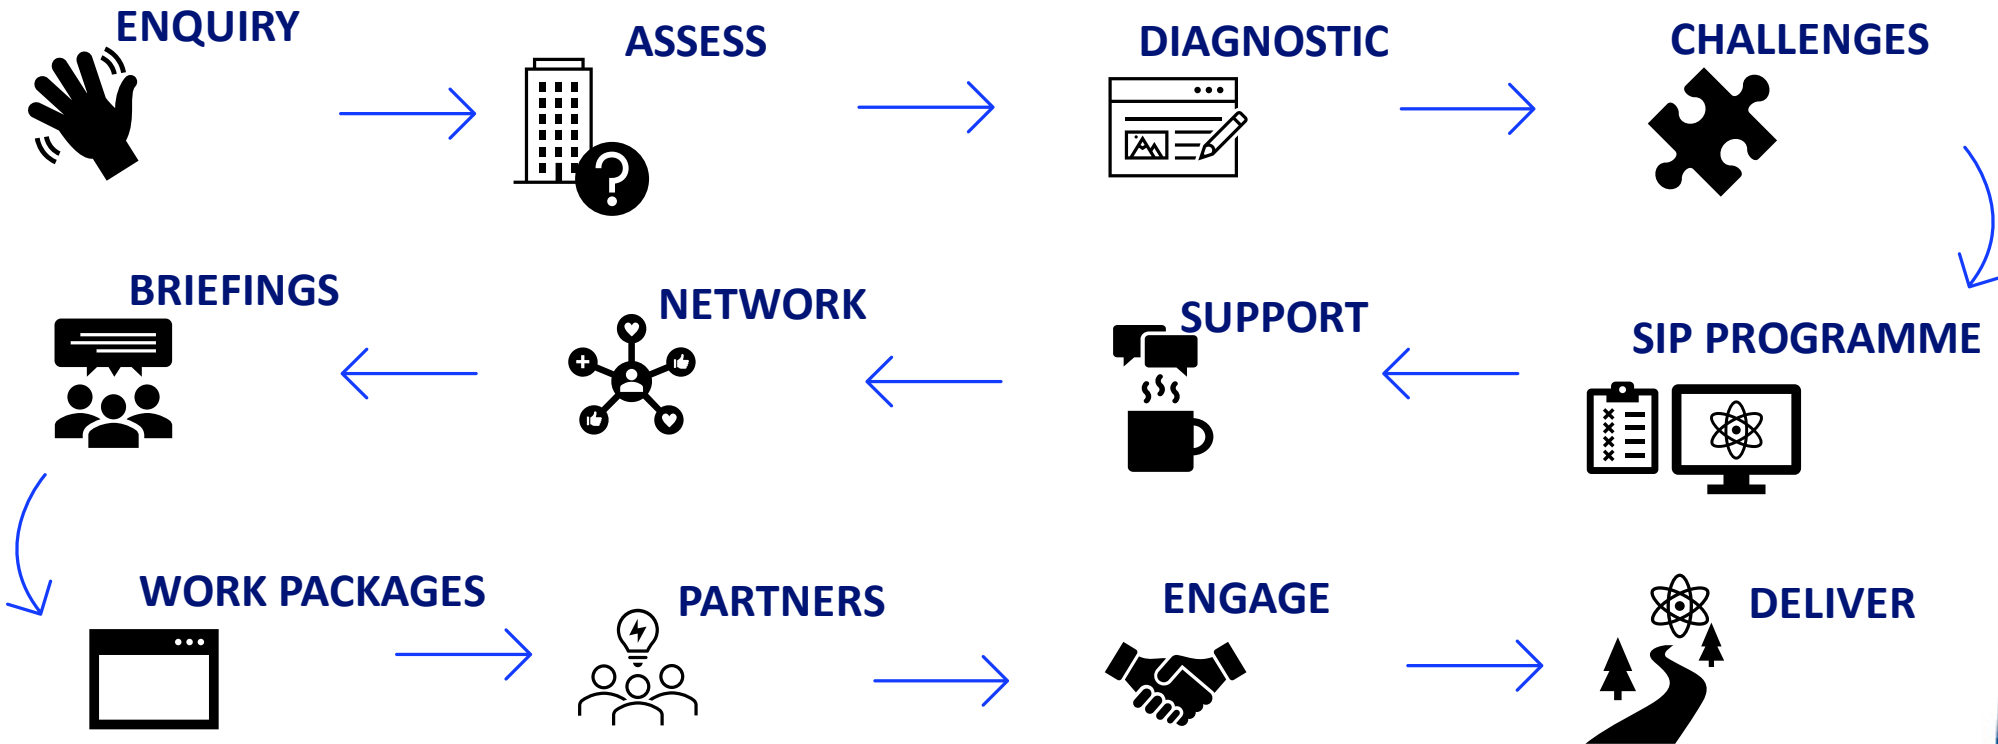 ENQUIRY
ASSESS
DIAGNOSTIC
CHALLENGES
SIP PROGRAMME
SUPPORT
NETWORK
BRIEFINGS
WORK PACKAGES
PARTNERS
ENGAGE
DELIVER